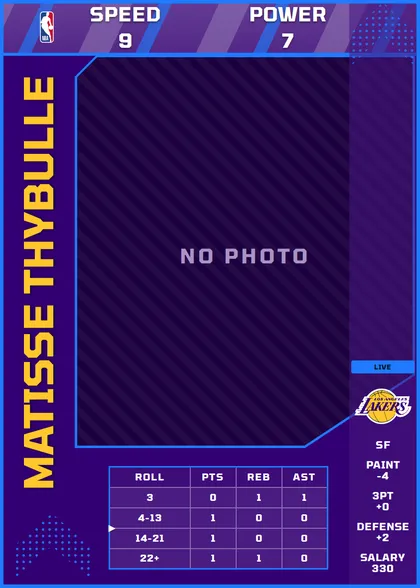 SPEED POWER
9 7
MATISSE THYBULLE
NO PHOTO
LIVE
LOS ANGELES
LAKERS
SF
PAINT
-4
3PT
+0
DEFENSE
+2
SALARY
330
ROLL PTS REB AST
3 0 1 1
4-13 1 0 0
14-21 1 0 0
22+ 1 1 0